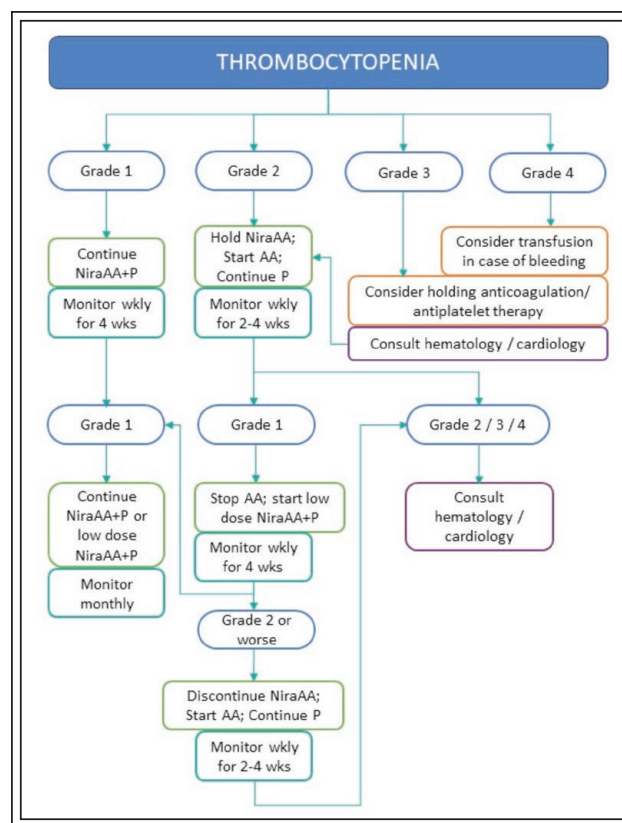 THROMBOCYTOPENIA
Grade 1
Grade 2
Grade 3
Grade 4
Continue
NiraAA+P
Monitor wkly
for 4 wks
Hold NiraAA;
Start AA;
Continue P
Monitor wkly
for 2-4 wks
Consider transfusion
in case of bleeding
Consider holding anticoagulation/
antiplatelet therapy
Consult hematology / cardiology
Grade 1
Grade 1
Grade 2 / 3 / 4
Continue
NiraAA+P or
low dose
NiraAA+P
Monitor
monthly
Stop AA; start low
dose NiraAA+P
Monitor wkly
for 4 wks
Consult
hematology /
cardiology
Grade 2 or
worse
Discontinue NiraAA;
Start AA; Continue P
Monitor wkly
for 2-4 wks